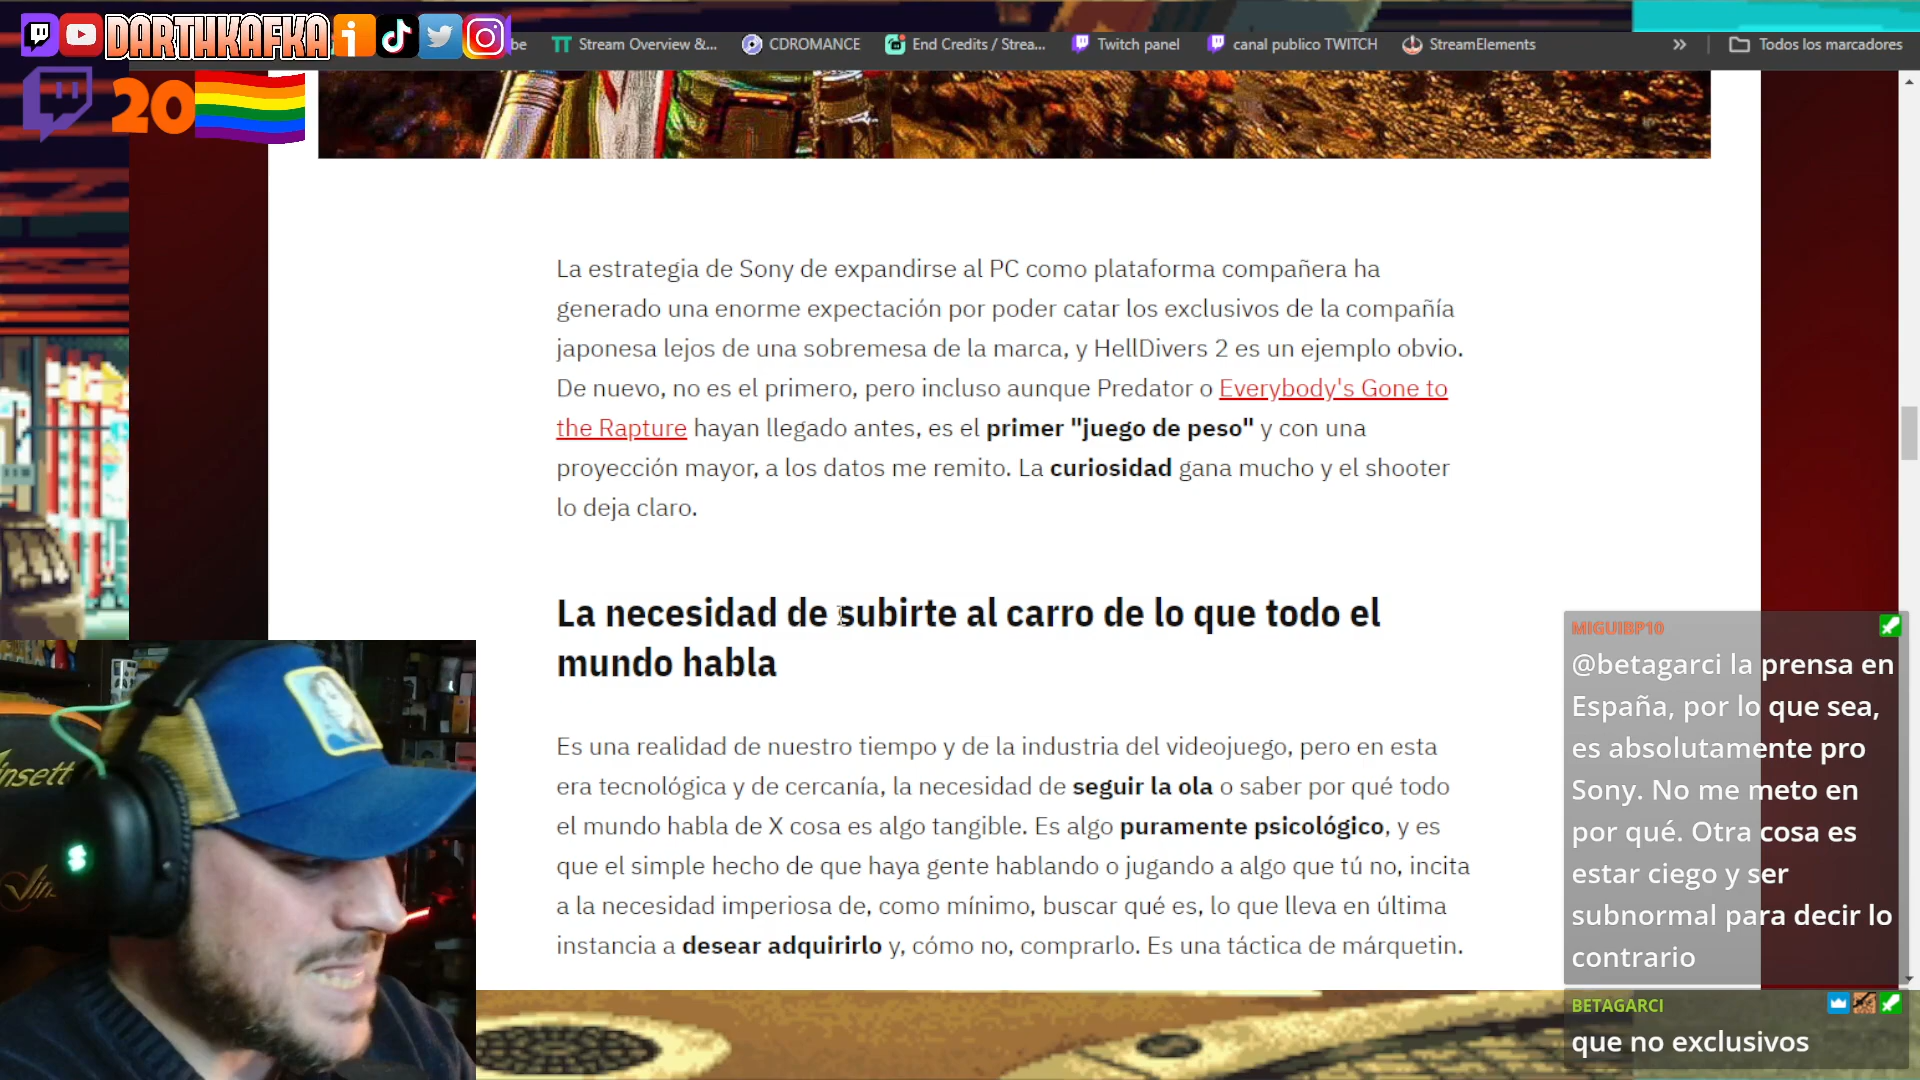 DARTHKAFKA
be
Stream Overview &...
CDROMANCE
End Credits / Strea...
Twitch panel
canal publico TWITCH
StreamElements
»
Todos los marcadores
20
La estrategia de Sony de expandirse al PC como plataforma compañera ha
generado una enorme expectación por poder catar los exclusivos de la compañía
japonesa lejos de una sobremesa de la marca, y HellDivers 2 es un ejemplo obvio.
De nuevo, no es el primero, pero incluso aunque Predator o Everybody's Gone to
the Rapture hayan llegado antes, es el primer "juego de peso" y con una
proyección mayor, a los datos me remito. La curiosidad gana mucho y el shooter
lo deja claro.
La necesidad de subirte al carro de lo que todo el
mundo habla
Es una realidad de nuestro tiempo y de la industria del videojuego, pero en esta
era tecnológica y de cercanía, la necesidad de seguir la ola o saber por qué todo
el mundo habla de X cosa es algo tangible. Es algo puramente psicológico, y es
que el simple hecho de que haya gente hablando o jugando a algo que tú no, incita
a la necesidad imperiosa de, como mínimo, buscar qué es, lo que lleva en última
instancia a desear adquirirlo y, cómo no, comprarlo. Es una táctica de márquetin.
MIGUIBP10
@betagarci la prensa en
España, por lo que sea,
es absolutamente pro
Sony. No me meto en
por qué. Otra cosa es
estar ciego y ser
subnormal para decir lo
contrario
BETAGARCI
que no exclusivos